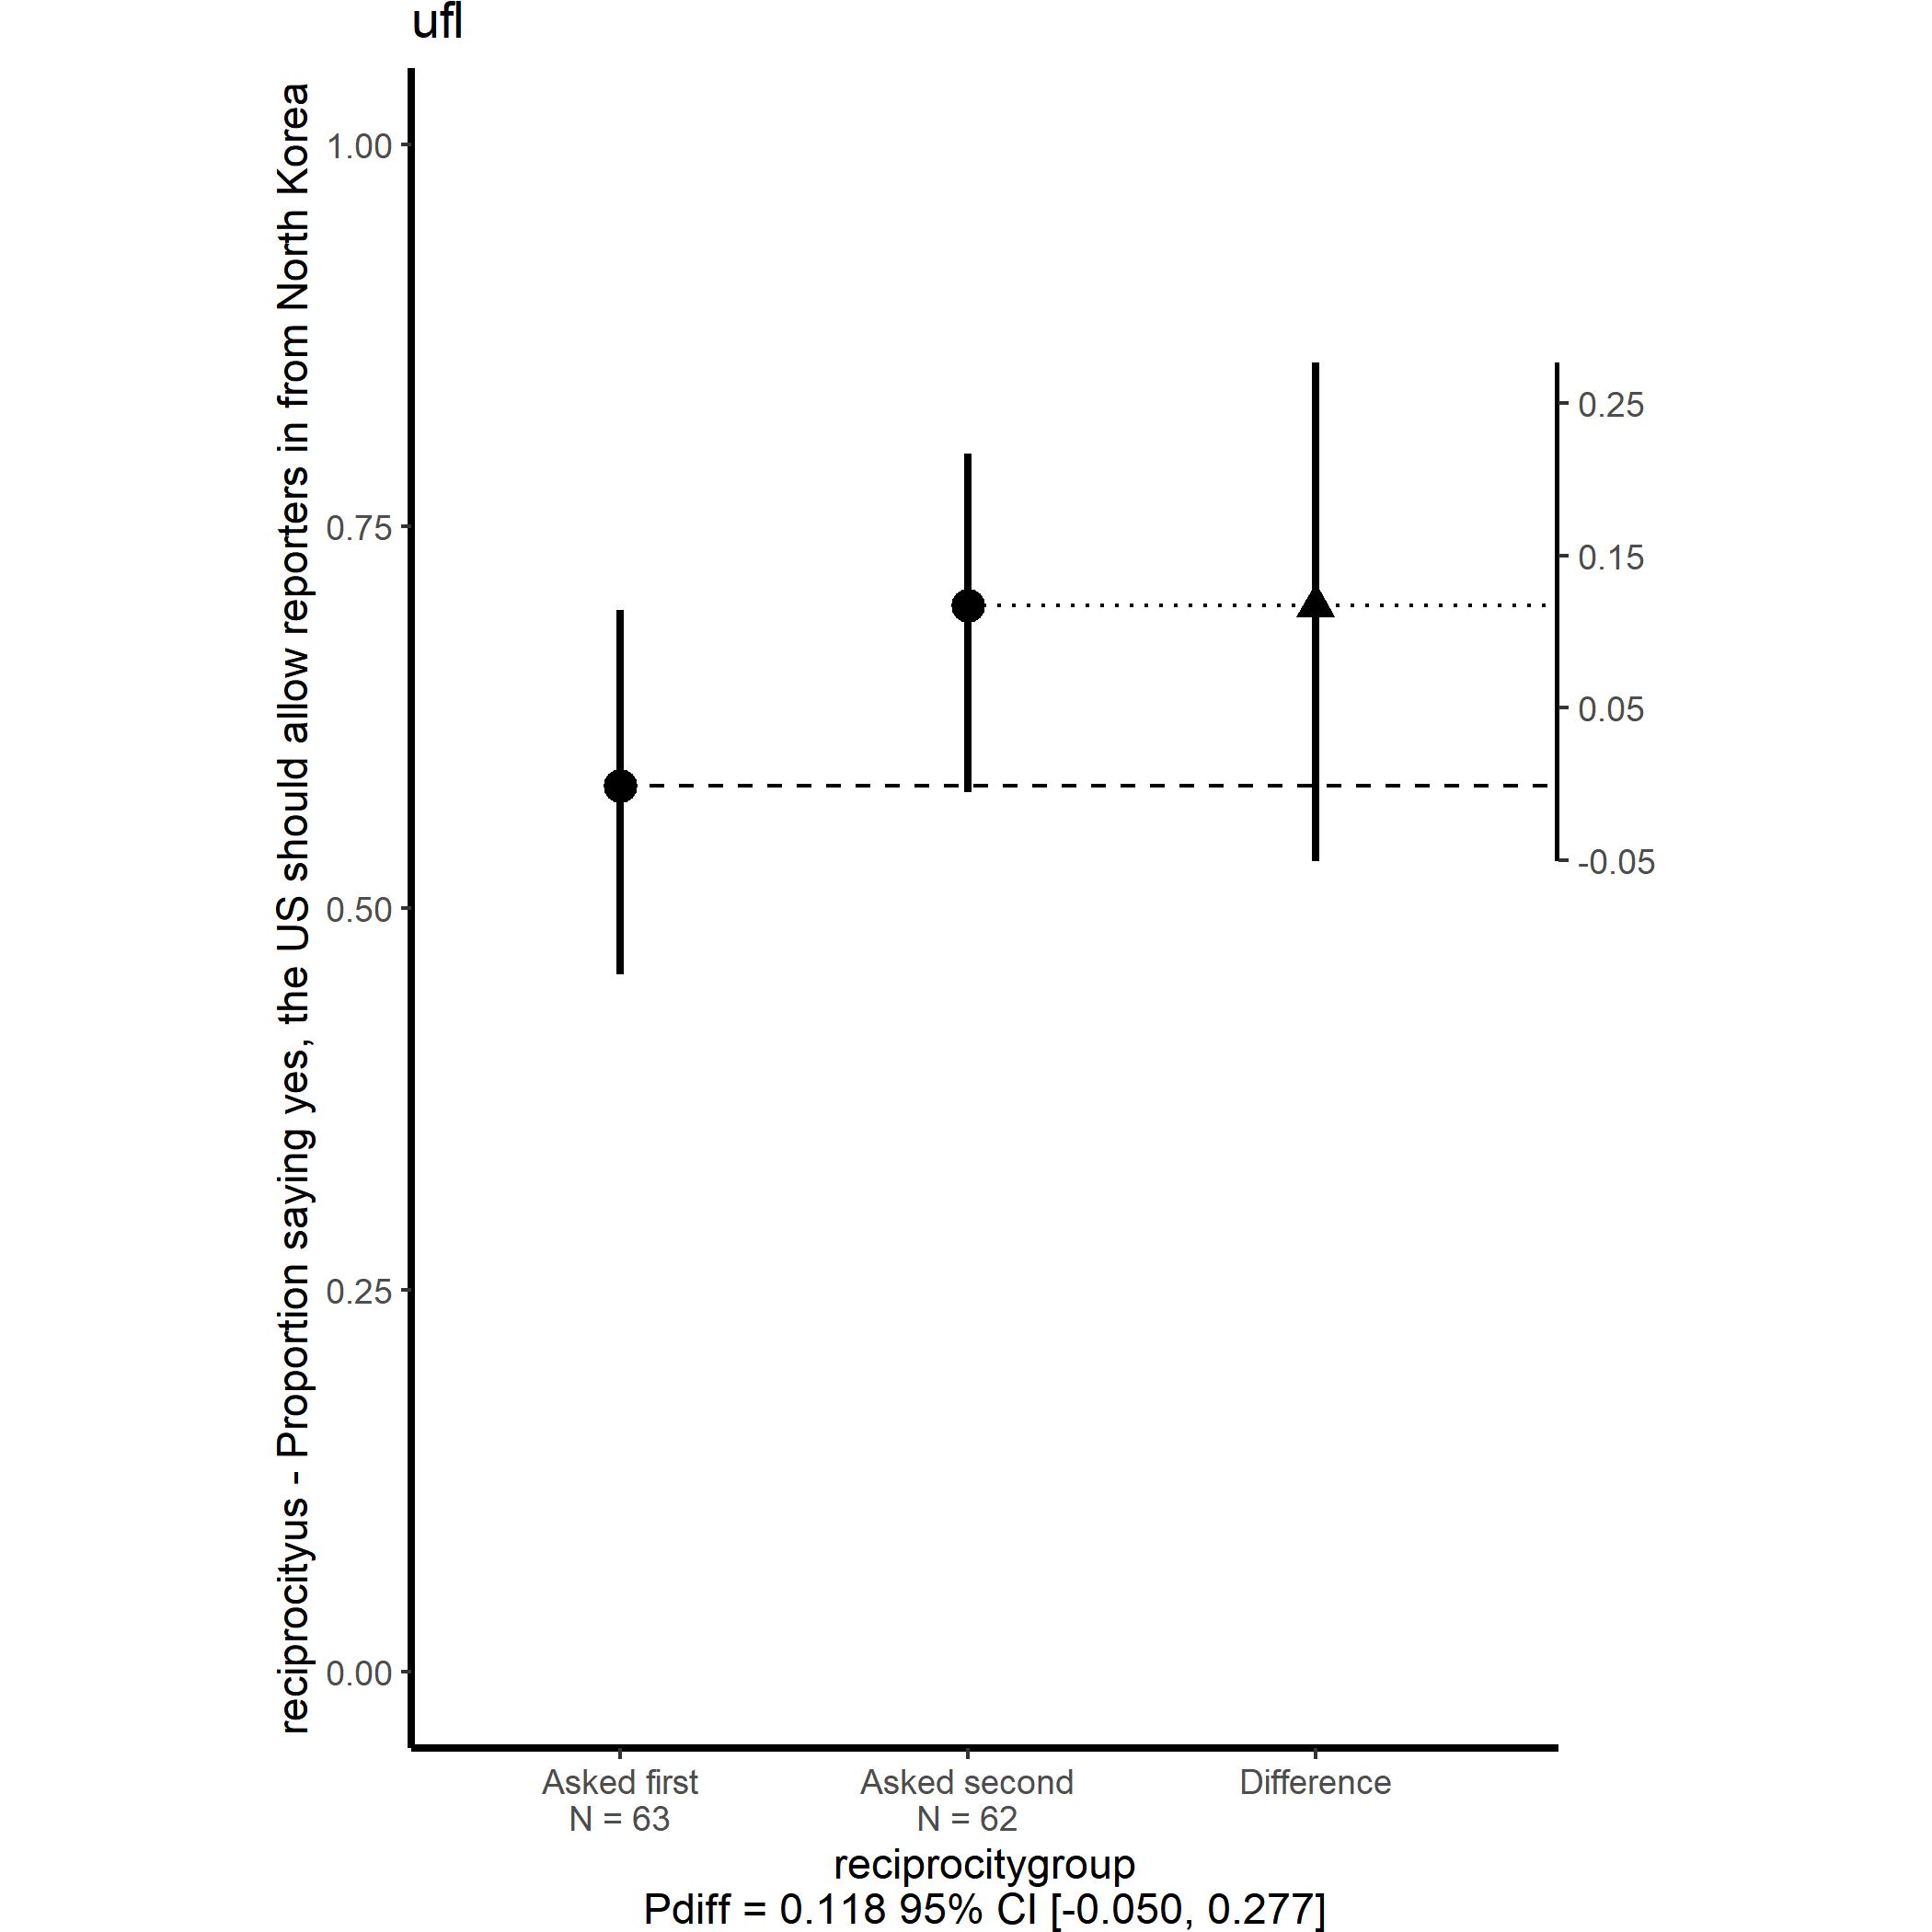 ufl
reciprocityus - Proportion saying yes, the US should allow reporters in from North Korea
1.00
0.75
0.50
0.25
0.00
0.25
0.15
0.05
-0.05
Asked first
N = 63
Asked second
N = 62
Difference
reciprocitygroup
Pdiff = 0.118 95% CI [-0.050, 0.277]